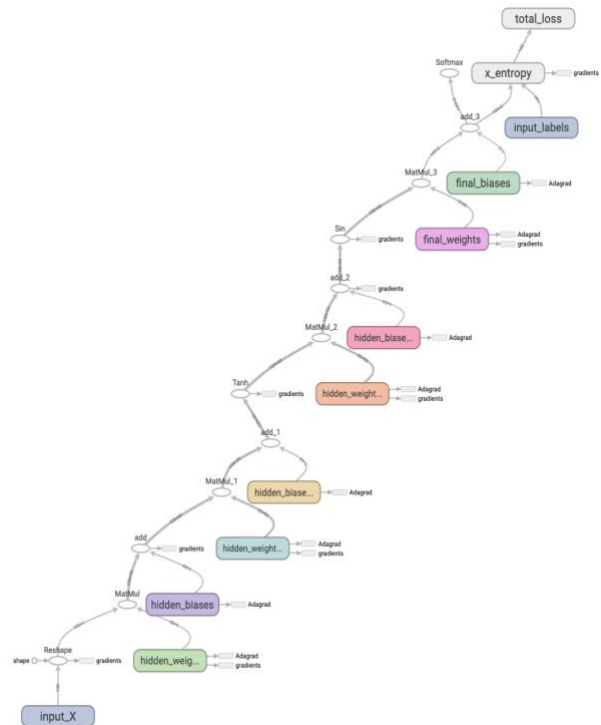 total_loss
Softmax
x_entropy
gradients
add_3
input_labels
MatMul_3
final_biases
Adagrad
Sin
gradients
final_weights
Adagrad
gradients
add_2
gradients
MatMul_2
hidden_biase...
Adagrad
Tanh
gradients
hidden_weight...
Adagrad
gradients
add_1
MatMul_1
hidden_biase...
Adagrad
add
gradients
hidden_weight...
Adagrad
gradients
MatMul
hidden_biases
Adagrad
Reshape
shape
gradients
hidden_weig...
Adagrad
gradients
input_X